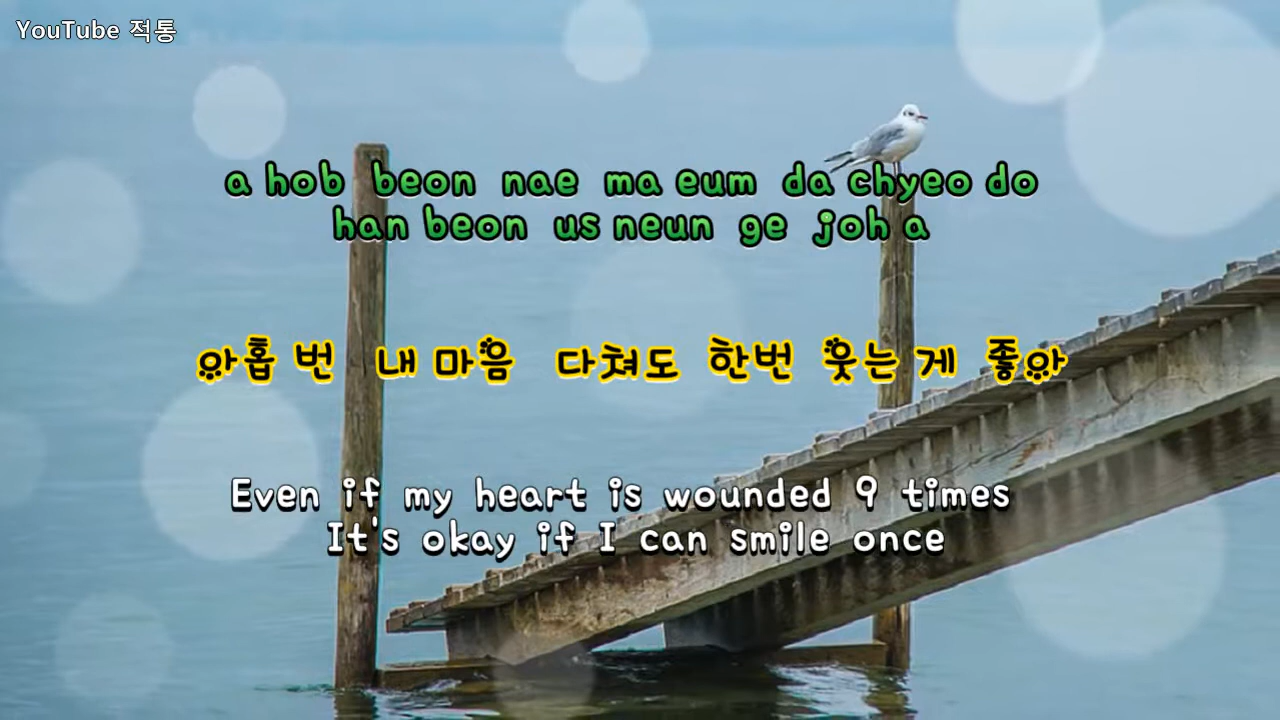 YouTube 적통
a hob beon nae ma eum da chyeo do
han beon us neun ge joh a
아홉 번 내 마음 다쳐도 한번 웃는 게 좋아
Even if my heart is wounded 9 times
It's okay if I can smile once